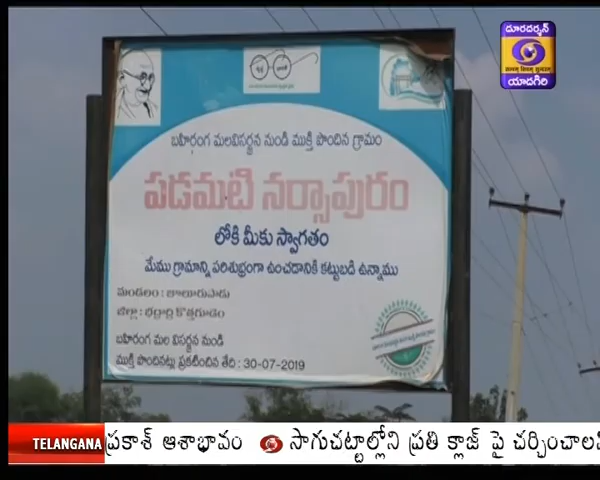 దూరదర్శన్
యాదగిరి
బహిరంగ మలవిసర్జన నుండి ముక్తి పొందిన గ్రామం
పడమటి నర్సాపురం
లోకి మీకు స్వాగతం
మేము గ్రామాన్ని పరిశుభ్రంగా ఉంచడానికి కట్టుబడి ఉన్నాము
మండలం : జూలూరుపాడు
జిల్లా : భద్రాద్రి కొత్తగూడెం
బహిరంగ మల విసర్జన నుండి
ముక్తి పొందినట్లు ప్రకటించిన తేది : 30-07-2019
TELANGANA ప్రకాశ్ ఆశాభావం సాగుచట్టాల్లోని ప్రతి క్లాజ్ పై చర్చించాల